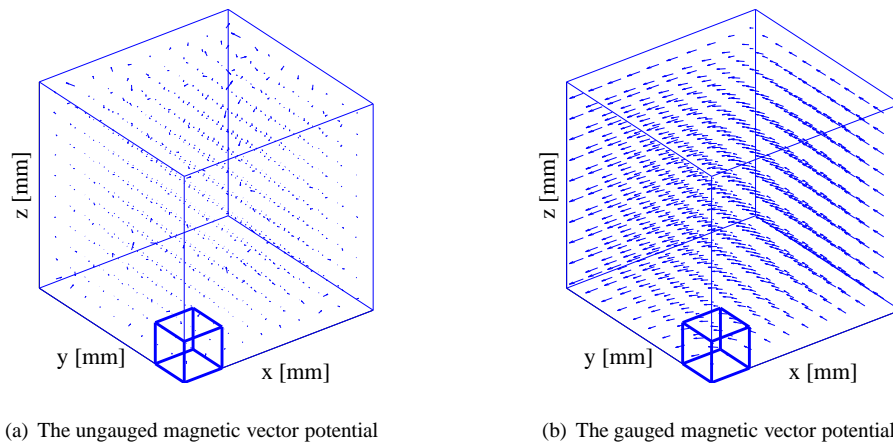 z [mm]
y [mm]
x [mm]
(a) The ungauged magnetic vector potential
z [mm]
y [mm]
x [mm]
(b) The gauged magnetic vector potential